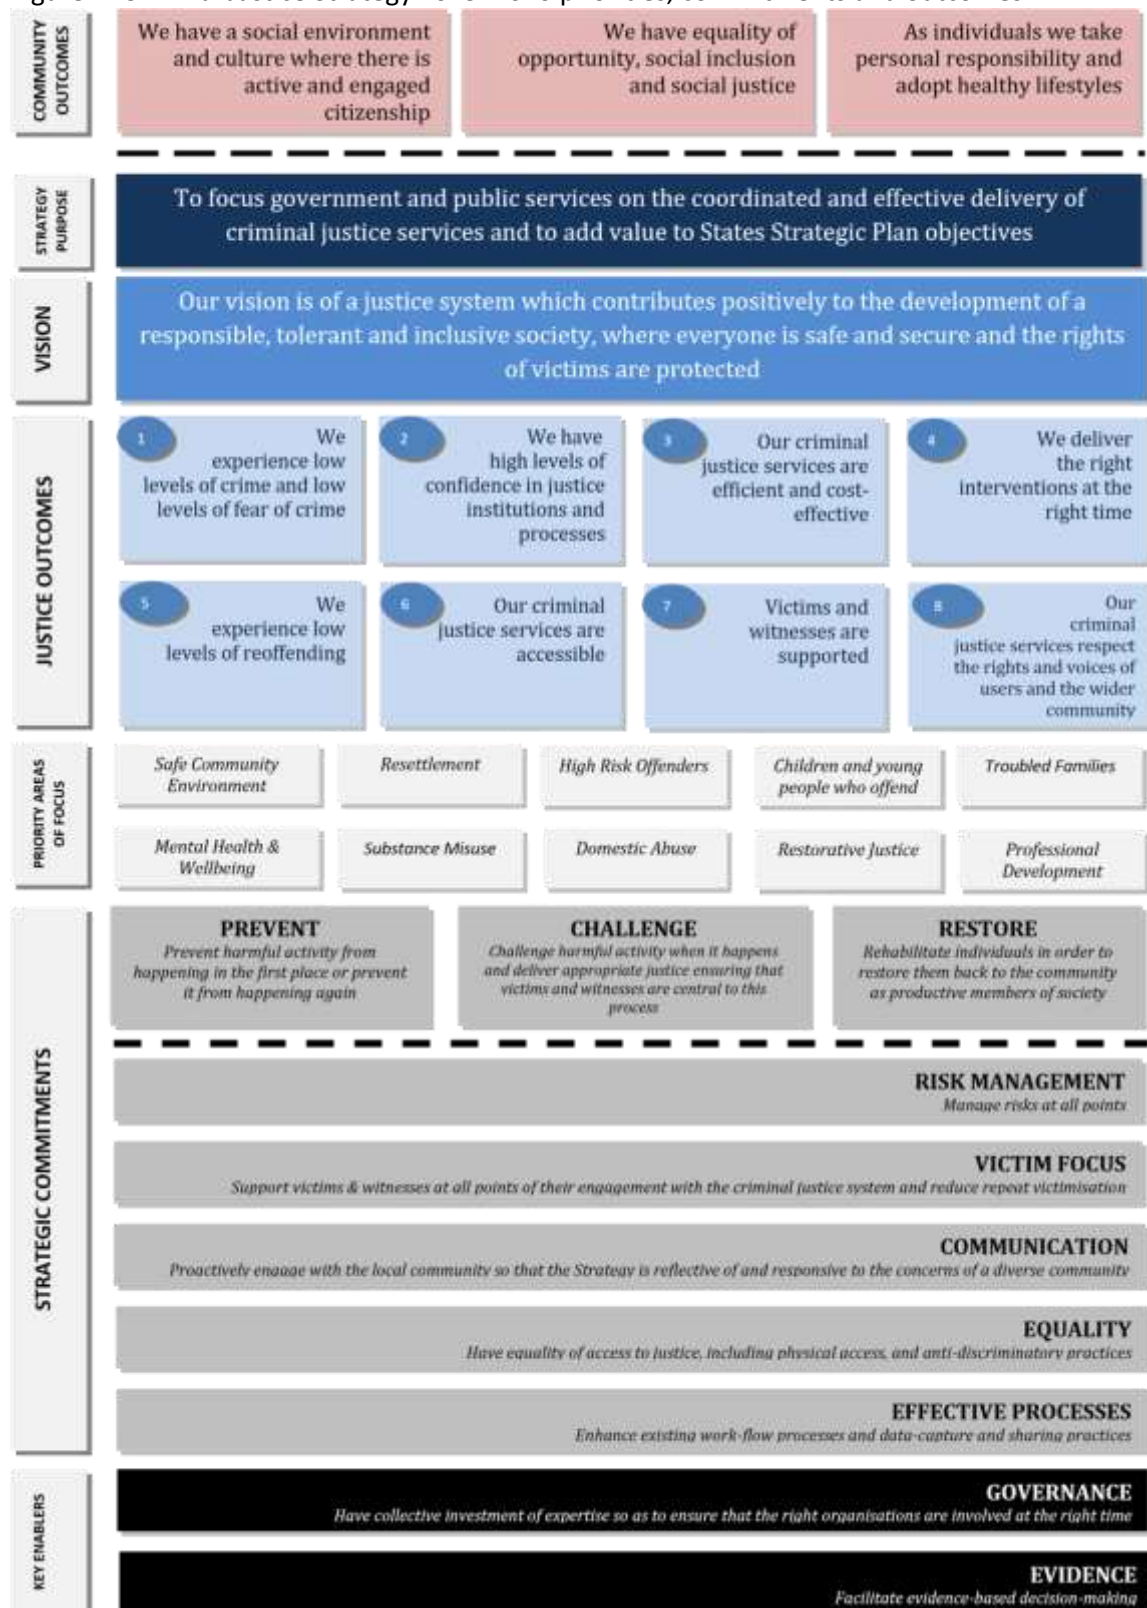 COMMUNITY
OUTCOMES
We have a social environment
and culture where there is
active and engaged
citizenship
We have equality of
opportunity, social inclusion
and social justice
As individuals we take
personal responsibility and
adopt healthy lifestyles
STRATEGY
PURPOSE
To focus government and public services on the coordinated and effective delivery of
criminal justice services and to add value to States Strategic Plan objectives
VISION
Our vision is of a justice system which contributes positively to the development of a
responsible, tolerant and inclusive society, where everyone is safe and secure and the rights
of victims are protected
JUSTICE OUTCOMES
1
We
experience low
levels of crime and low
levels of fear of crime
2
We have
high levels of
confidence in justice
institutions and
processes
3
Our criminal
justice services are
efficient and cost-
effective
4
We deliver
the right
interventions at the
right time
5
We
experience low
levels of reoffending
6
Our criminal
justice services are
accessible
7
Victims and
witnesses are
supported
8
Our
criminal
justice services respect
the rights and voices of
users and the wider
community
PRIORITY AREAS
OF FOCUS
Safe Community
Environment
Resettlement
High Risk Offenders
Children and young
people who offend
Troubled Families
Mental Health &
Wellbeing
Substance Misuse
Domestic Abuse
Restorative Justice
Professional
Development
STRATEGIC COMMITMENTS
PREVENT
Prevent harmful activity from
happening in the first place or prevent
it from happening again
CHALLENGE
Challenge harmful activity when it happens
and deliver appropriate justice ensuring that
victims and witnesses are central to this
process
RESTORE
Rehabilitate individuals in order to
restore them back to the community
as productive members of society
RISK MANAGEMENT
Manage risks at all points
VICTIM FOCUS
Support victims & witnesses at all points of their engagement with the criminal justice system and reduce repeat victimisation
COMMUNICATION
Proactively engage with the local community so that the Strategy is reflective of and responsive to the concerns of a diverse community
EQUALITY
Have equality of access to justice, including physical access, and anti-discriminatory practices
EFFECTIVE PROCESSES
Enhance existing work-flow processes and data-capture and sharing practices
KEY ENABLERS
GOVERNANCE
Have collective investment of expertise so as to ensure that the right organisations are involved at the right time
EVIDENCE
Facilitate evidence-based decision-making